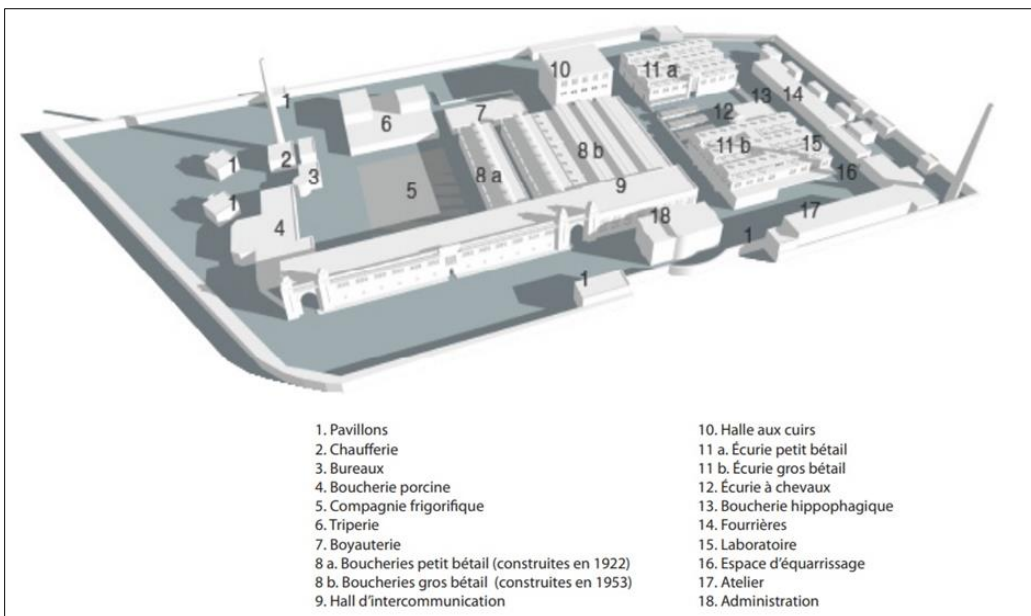 10
11 a
1
14
13
7
12
6
2
8 b
11 b
15
1
3
8 a
16
5
9
1
4
18
17
1
1
1. Pavillons
2. Chaufferie
3. Bureaux
4. Boucherie porcine
5. Compagnie frigorifique
6. Triperie
7. Boyauterie
8 a. Boucheries petit bétail (construites en 1922)
8 b. Boucheries gros bétail (construites en 1953)
9. Hall d'intercommunication
10. Halle aux cuirs
11 a. Écurie petit bétail
11 b. Écurie gros bétail
12. Écurie à chevaux
13. Boucherie hippophagique
14. Fourrières
15. Laboratoire
16. Espace d'équarrissage
17. Atelier
18. Administration